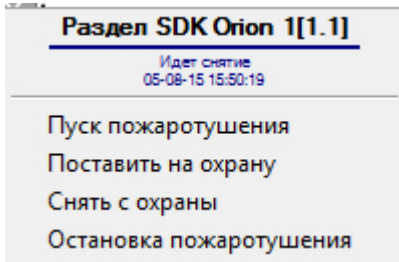 Раздел SDK Orion 1[1.1]
Идет снятие
05-08-15 15:50:19
Пуск пожаротушения
Поставить на охрану
Снять с охраны
Остановка пожаротушения